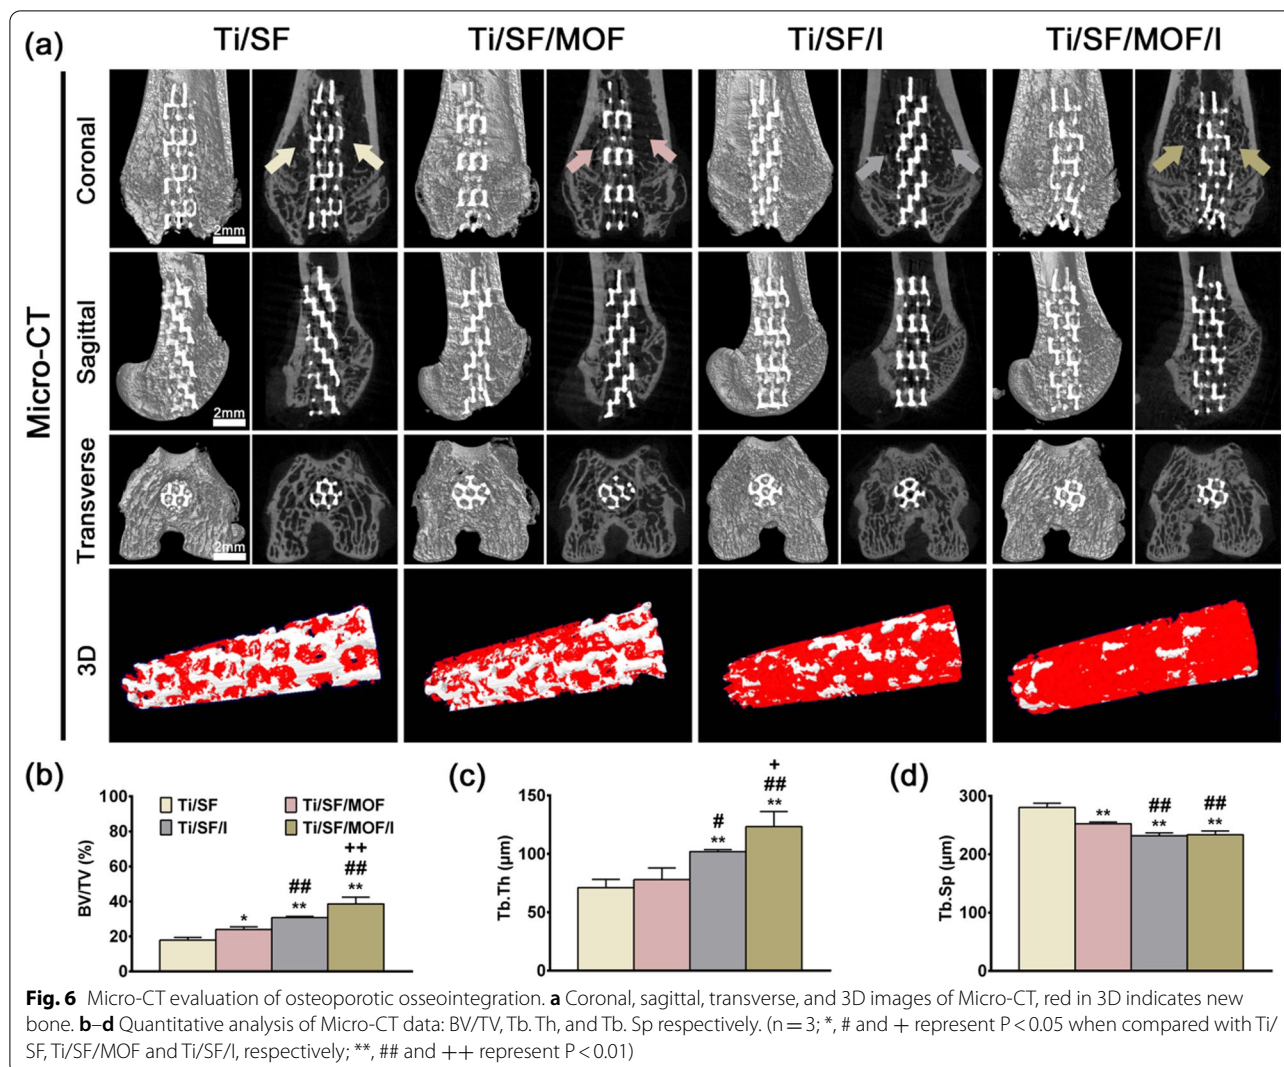 (a)
Ti/SF
Ti/SF/MOF
Ti/SF/I
Ti/SF/MOF/I
Micro-CT
Coronal
2mm
Sagittal
2mm
Transverse
2mm
3D
(b)
BV/TV (%)
100
80
60
40
20
0
Ti/SF
Ti/SF/MOF
Ti/SF/I
Ti/SF/MOF/I
*
##
**
++
##
**
(c)
Tb.Th (μm)
150
100
50
0
#
**
+
##
**
(d)
Tb.Sp (μm)
300
200
100
0
**
##
**
##
**
Fig. 6 Micro-CT evaluation of osteoporotic osseointegration. a Coronal, sagittal, transverse, and 3D images of Micro-CT, red in 3D indicates new
bone. b–d Quantitative analysis of Micro-CT data: BV/TV, Tb. Th, and Tb. Sp respectively. (n = 3; *, # and + represent P < 0.05 when compared with Ti/
SF, Ti/SF/MOF and Ti/SF/I, respectively; **, ## and ++ represent P < 0.01)